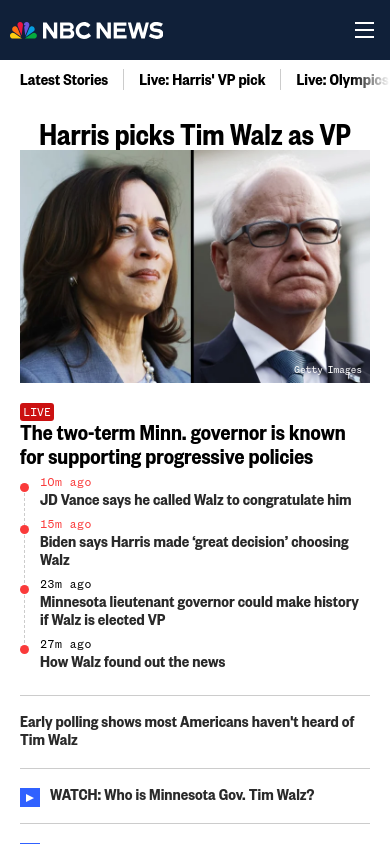 NBC NEWS
Latest Stories
Live: Harris' VP pick
Live: Olympics
Harris picks Tim Walz as VP
Getty Images
LIVE
The two-term Minn. governor is known
for supporting progressive policies
10m ago
JD Vance says he called Walz to congratulate him
15m ago
Biden says Harris made ‘great decision’ choosing
Walz
23m ago
Minnesota lieutenant governor could make history
if Walz is elected VP
27m ago
How Walz found out the news
Early polling shows most Americans haven't heard of
Tim Walz
WATCH: Who is Minnesota Gov. Tim Walz?